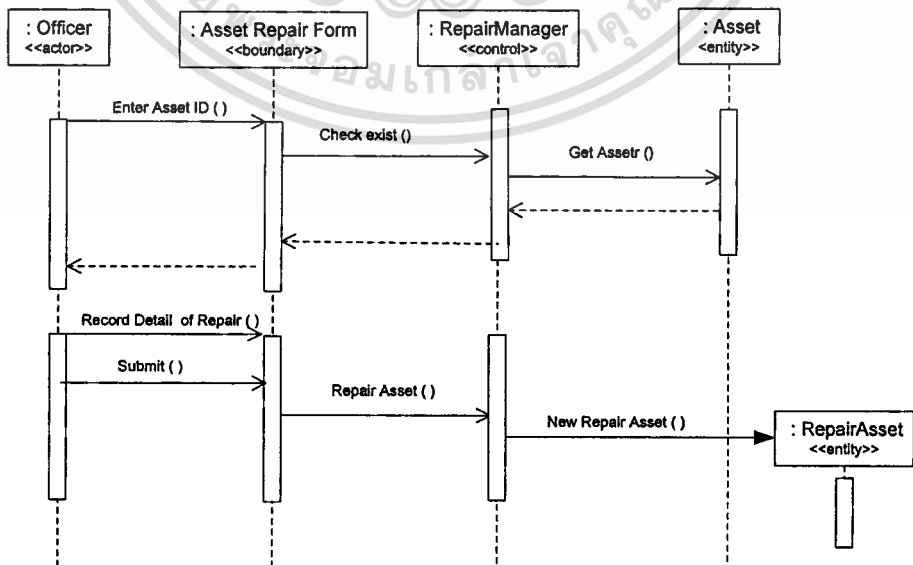 : Officer
<<actor>>
: Asset Repair Form
<<boundary>>
: RepairManager
<<control>>
: Asset
<entity>>
Enter Asset ID ( )
Check exist ()
Get Assetr ()
Record Detail of Repair ( )
Submit ( )
Repair Asset ( )
New Repair Asset ( )
: RepairAsset
<<entity>>